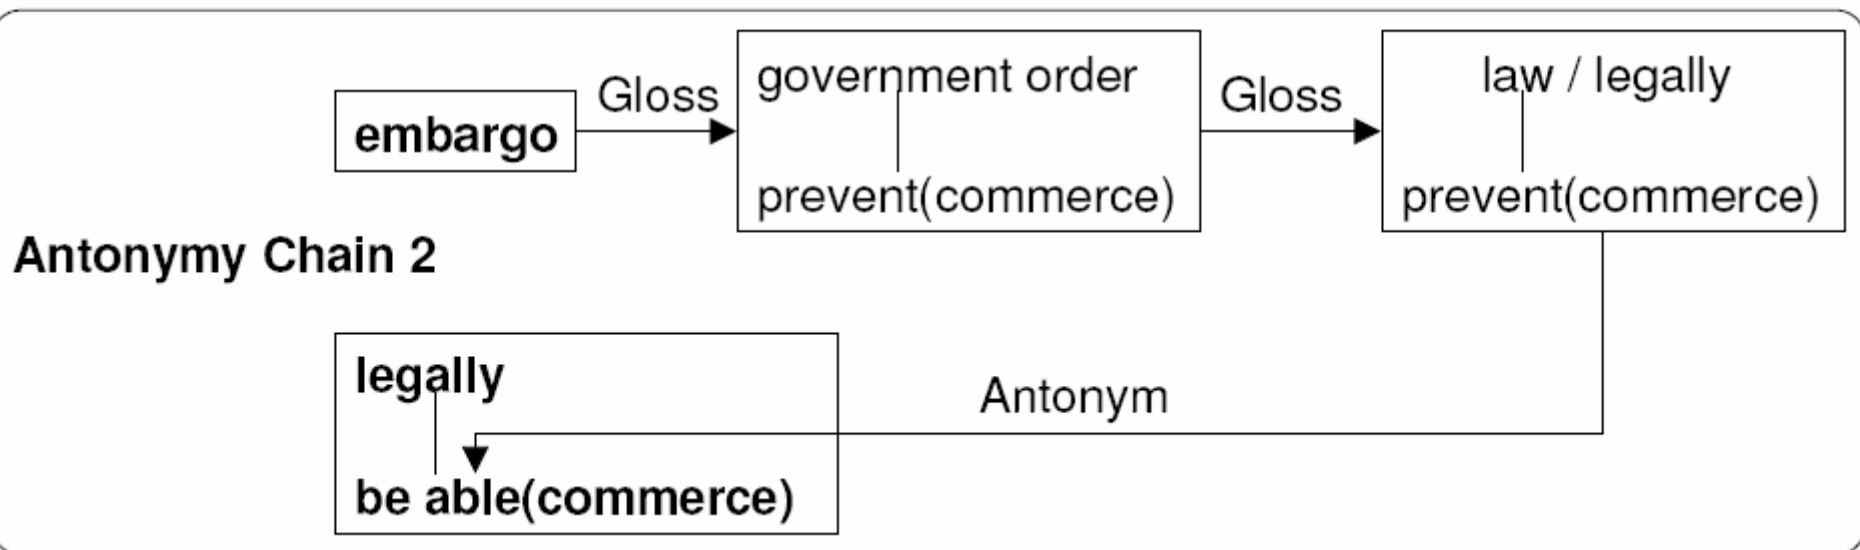 government order
law / legally
Gloss
Gloss
embargo
prevent(commerce)
prevent(commerce)
Antonymy Chain 2
legally
Antonym
be able(commerce)